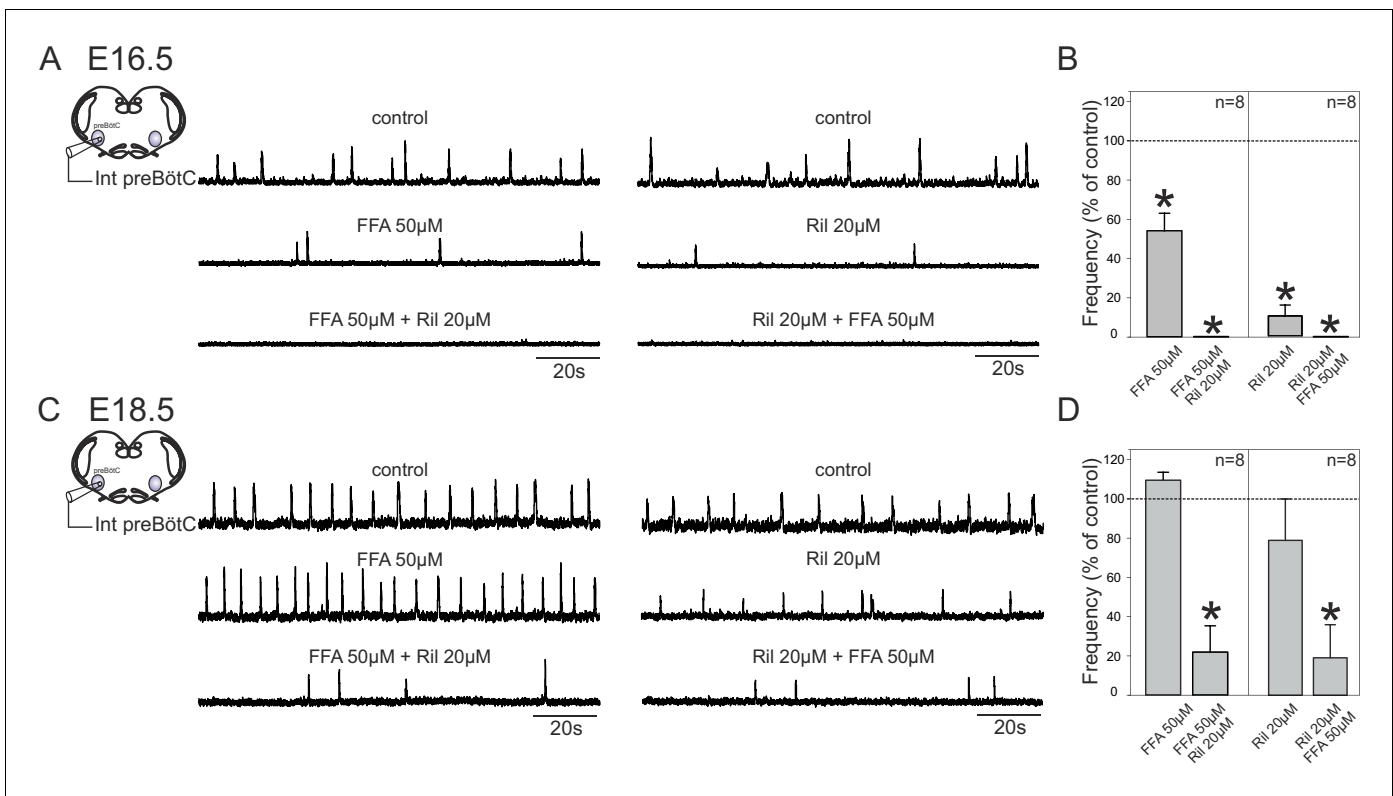 A E16.5
preBötC
Int preBötC
control
FFA 50µM
FFA 50µM + Ril 20µM
20s
control
Ril 20µM
Ril 20µM + FFA 50µM
20s
B
n=8
n=8
Frequency (% of control)
120
100
80
60
40
20
0
*
*
*
*
FFA 50µM
FFA 50µM
Ril 20µM
Ril 20µM
Ril 20µM
FFA 50µM
C E18.5
preBötC
Int preBötC
control
FFA 50µM
FFA 50µM + Ril 20µM
20s
control
Ril 20µM
Ril 20µM + FFA 50µM
20s
D
n=8
n=8
Frequency (% of control)
120
100
80
60
40
20
0
*
*
FFA 50µM
FFA 50µM
Ril 20µM
Ril 20µM
Ril 20µM
FFA 50µM